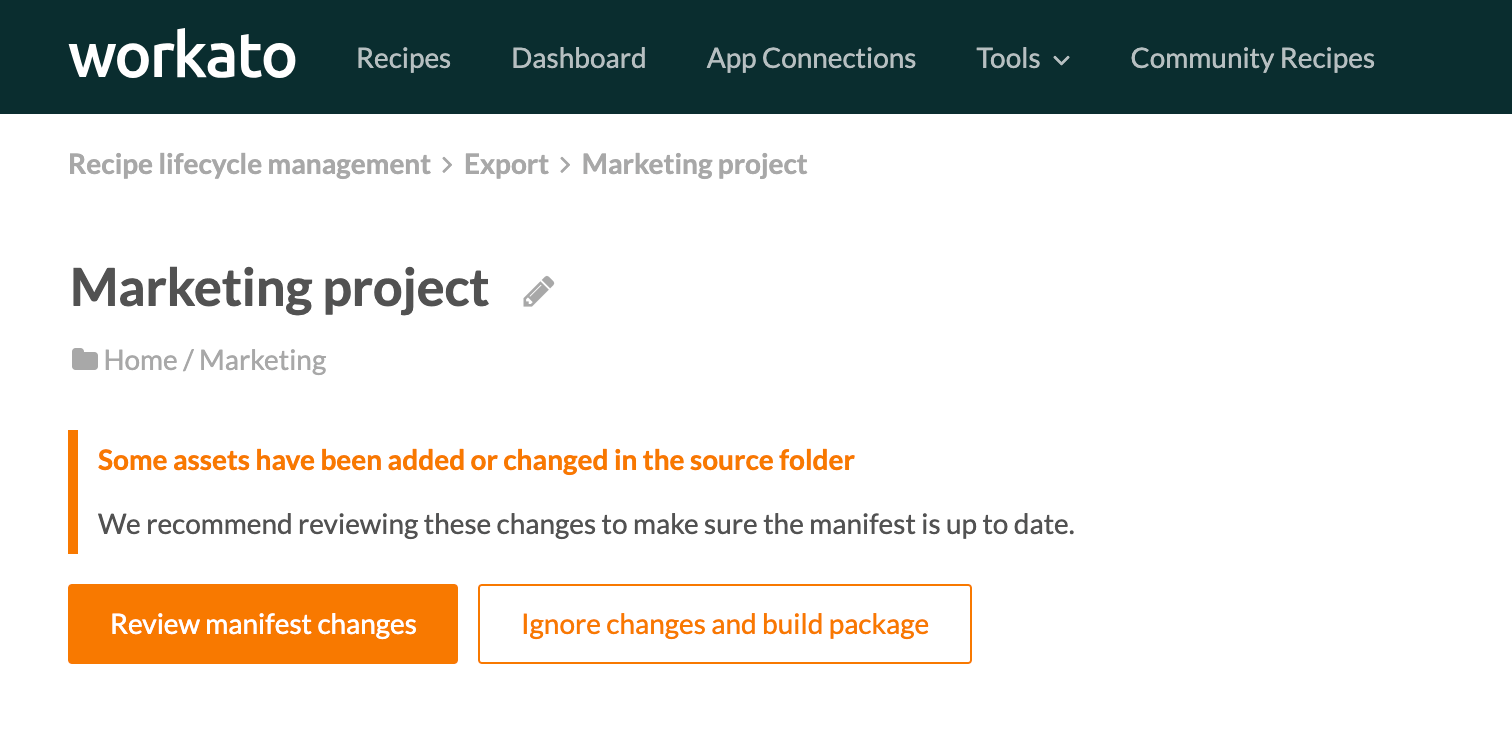 workato Recipes Dashboard App Connections Tools Community Recipes
Recipe lifecycle management > Export > Marketing project
Marketing project
Home / Marketing
Some assets have been added or changed in the source folder
We recommend reviewing these changes to make sure the manifest is up to date.
Review manifest changes Ignore changes and build package